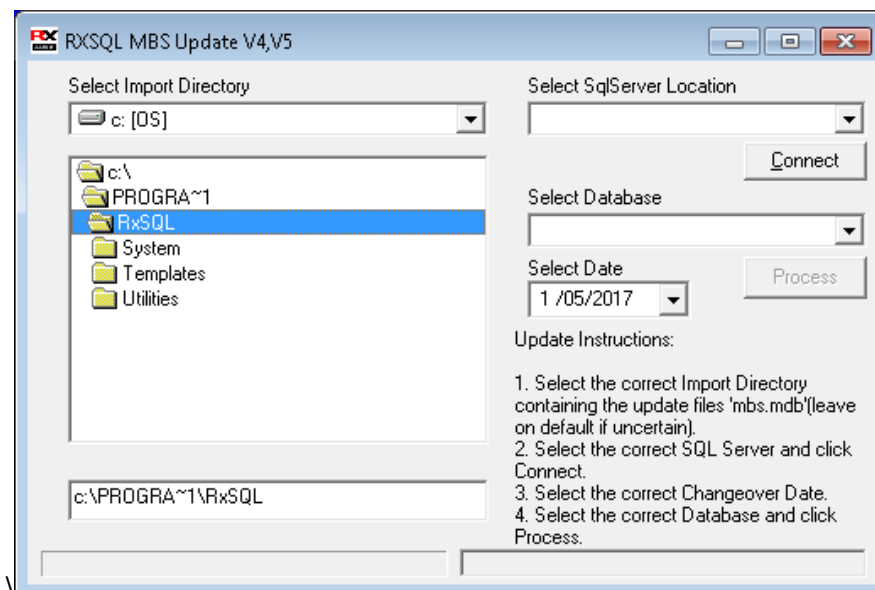 RX
RXSQL MBS Update V4,V5
Select Import Directory
c: [OS]
c:\
PROGRA~1
RxSQL
System
Templates
Utilities
c:\PROGRA~1\RxSQL
Select SqlServer Location
Connect
Select Database
Select Date
1 /05/2017
Process
Update Instructions:
1. Select the correct Import Directory
containing the update files 'mbs.mdb'(leave
on default if uncertain).
2. Select the correct SQL Server and click
Connect.
3. Select the correct Changeover Date.
4. Select the correct Database and click
Process.
\